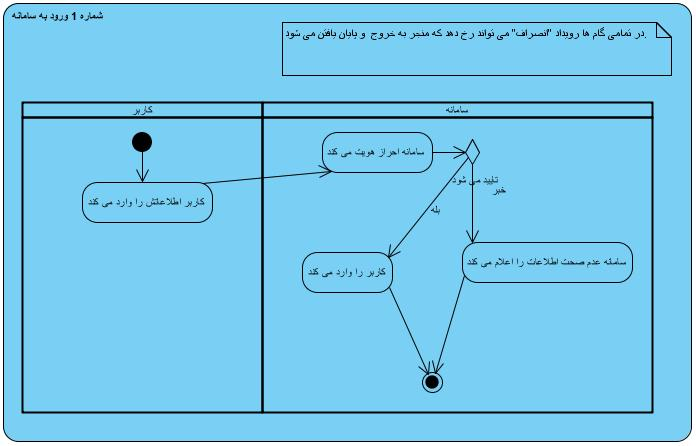 شماره 1 ورود به سامانه
در تمامی گام ها رویداد "انصراف" می تواند رخ دهد که منجر به خروج و پایان یافتن می شود.
کاربر
سامانه
سامانه احراز هویت می کند
کاربر اطلاعاتش را وارد می کند
تایید می شود
خیر
بله
کاربر را وارد می کند
سامانه عدم صحت اطلاعات را اعلام می کند